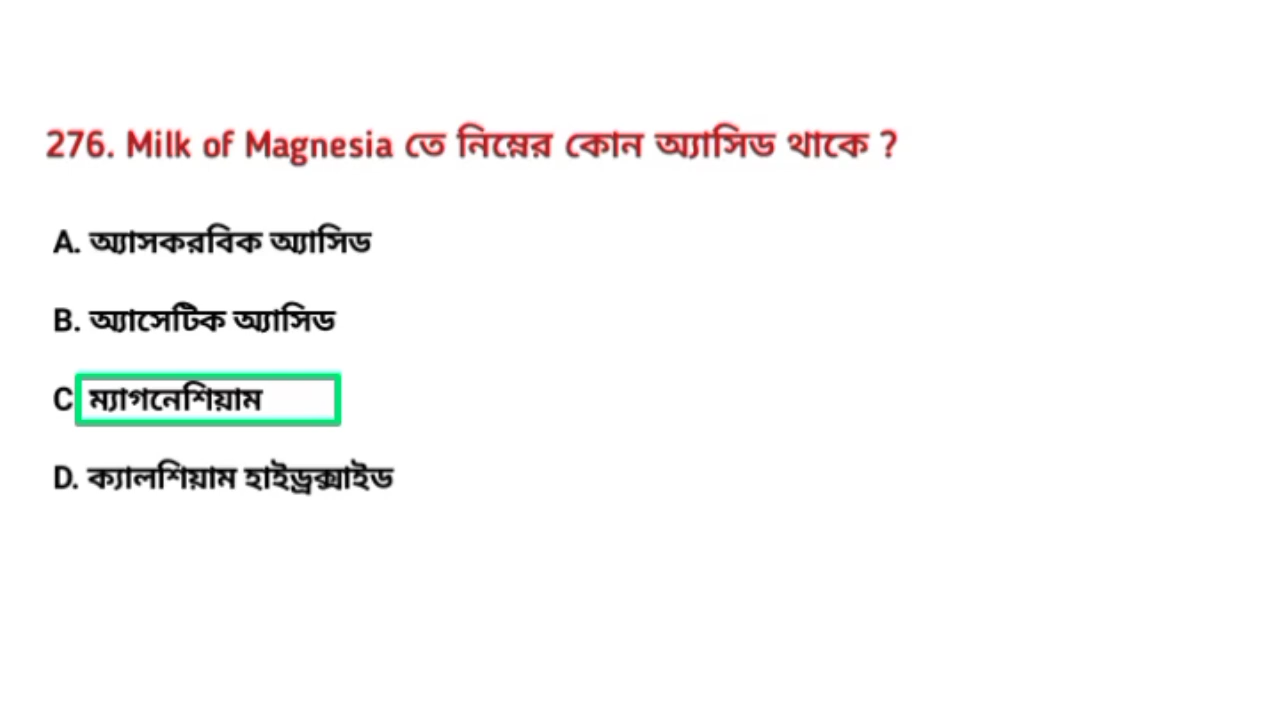 276. Milk of Magnesia তে নিম্নের কোন অ্যাসিড থাকে ?
A. অ্যাসকরবিক অ্যাসিড
B. অ্যাসেটিক অ্যাসিড
C ম্যাগনেশিয়াম
D. ক্যালশিয়াম হাইড্রক্সাইড